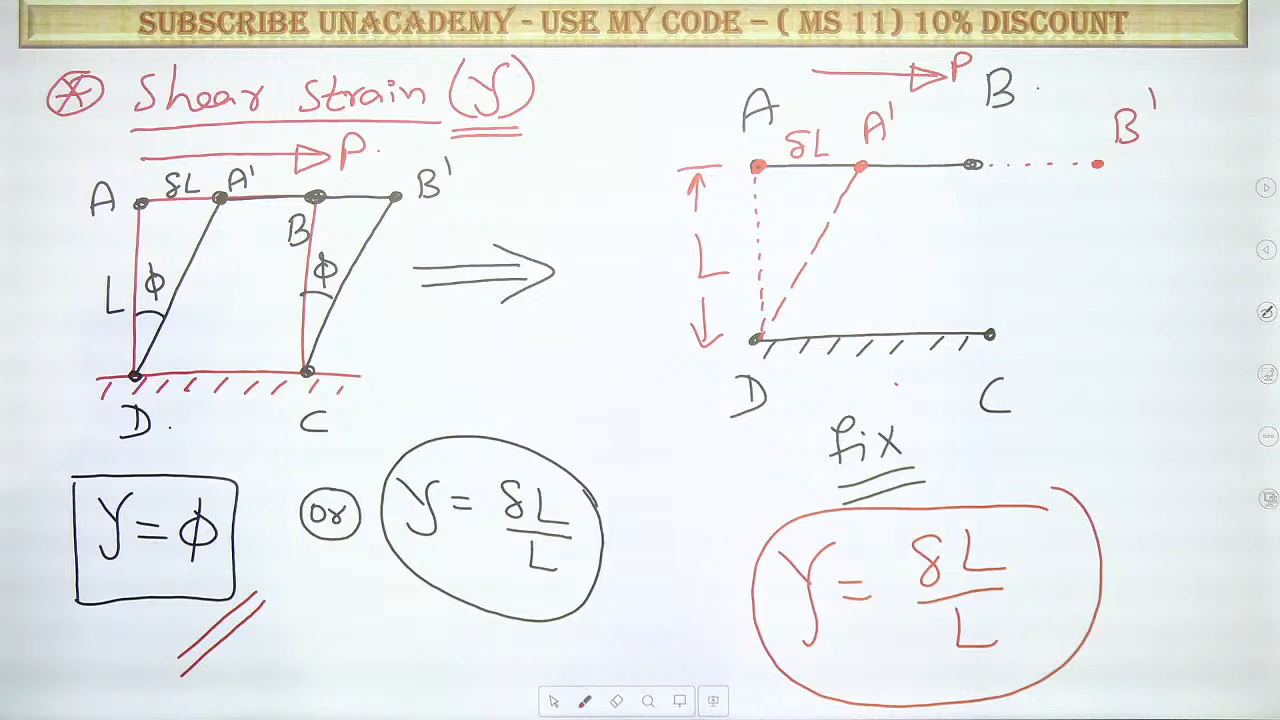 SUBSCRIBE UNACADEMY - USE MY CODE – ( MS 11) 10% DISCOUNT
Shear strain (γ)
P
A δL A' B B'
L ϕ ϕ
D C
γ = ϕ
or
γ = δL / L
P
A δL A' B B'
L
D C
fix
γ = δL / L